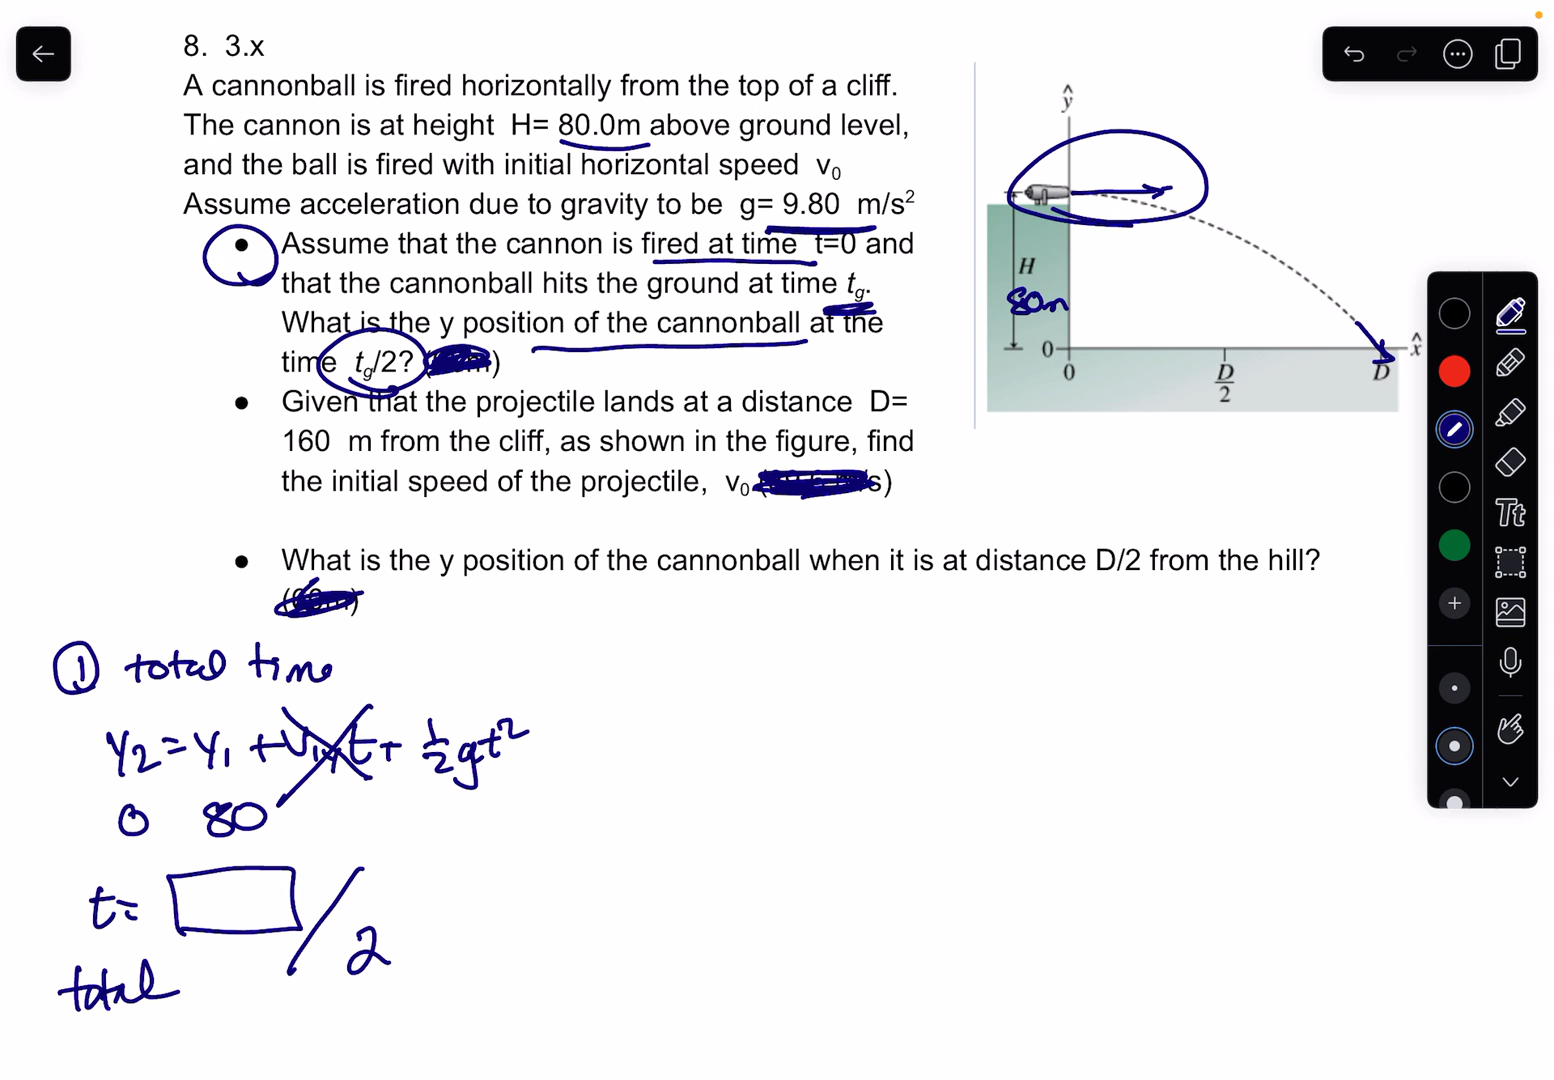 8. 3.x
A cannonball is fired horizontally from the top of a cliff.
The cannon is at height H= 80.0m above ground level,
and the ball is fired with initial horizontal speed v₀
Assume acceleration due to gravity to be g= 9.80 m/s²
● Assume that the cannon is fired at time t=0 and
that the cannonball hits the ground at time t_g.
What is the y position of the cannonball at the
time t_g/2?
● Given that the projectile lands at a distance D=
160 m from the cliff, as shown in the figure, find
the initial speed of the projectile, v₀
● What is the y position of the cannonball when it is at distance D/2 from the hill?
ŷ
H
80m
0
x̂
0
D/2
D
① total time
y₂ = y₁ + v₁yt + ½gt²
0 80
t= / 2
total
Tt